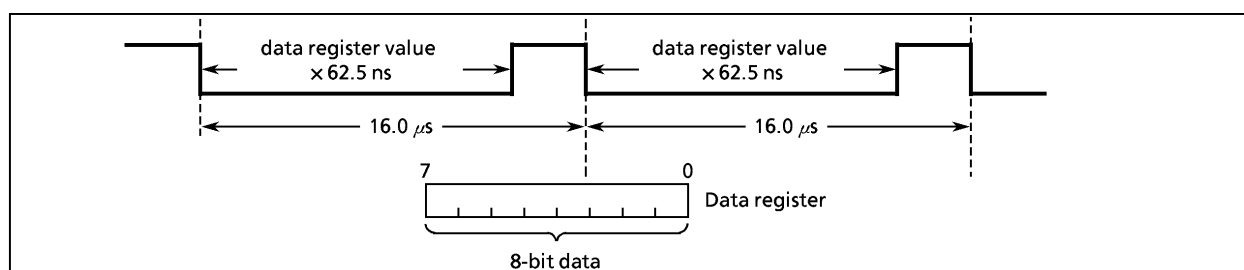 data register value
× 62.5 ns
data register value
× 62.5 ns
16.0 μs
16.0 μs
7
0
Data register
8-bit data